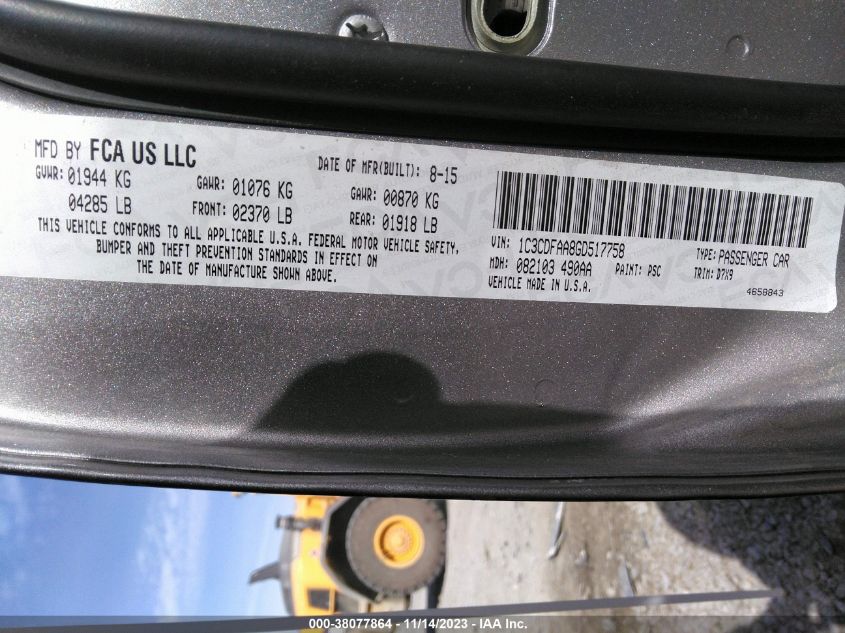 MFD BY FCA US LLC
DATE OF MFR(BUILT): 8-15
GVWR: 01944 KG
04285 LB
GAWR: 01076 KG
FRONT: 02370 LB
GAWR: 00870 KG
REAR: 01918 LB
THIS VEHICLE CONFORMS TO ALL APPLICABLE U.S.A. FEDERAL MOTOR VEHICLE SAFETY,
BUMPER AND THEFT PREVENTION STANDARDS IN EFFECT ON
THE DATE OF MANUFACTURE SHOWN ABOVE.
VIN: 1C3CDFAA8GD517758
TYPE: PASSENGER CAR
MDH: 082103 490AA
PAINT: PSC
TRIM: D7X9
VEHICLE MADE IN U.S.A.
4658843
000-38077864 - 11/14/2023 - IAA Inc.